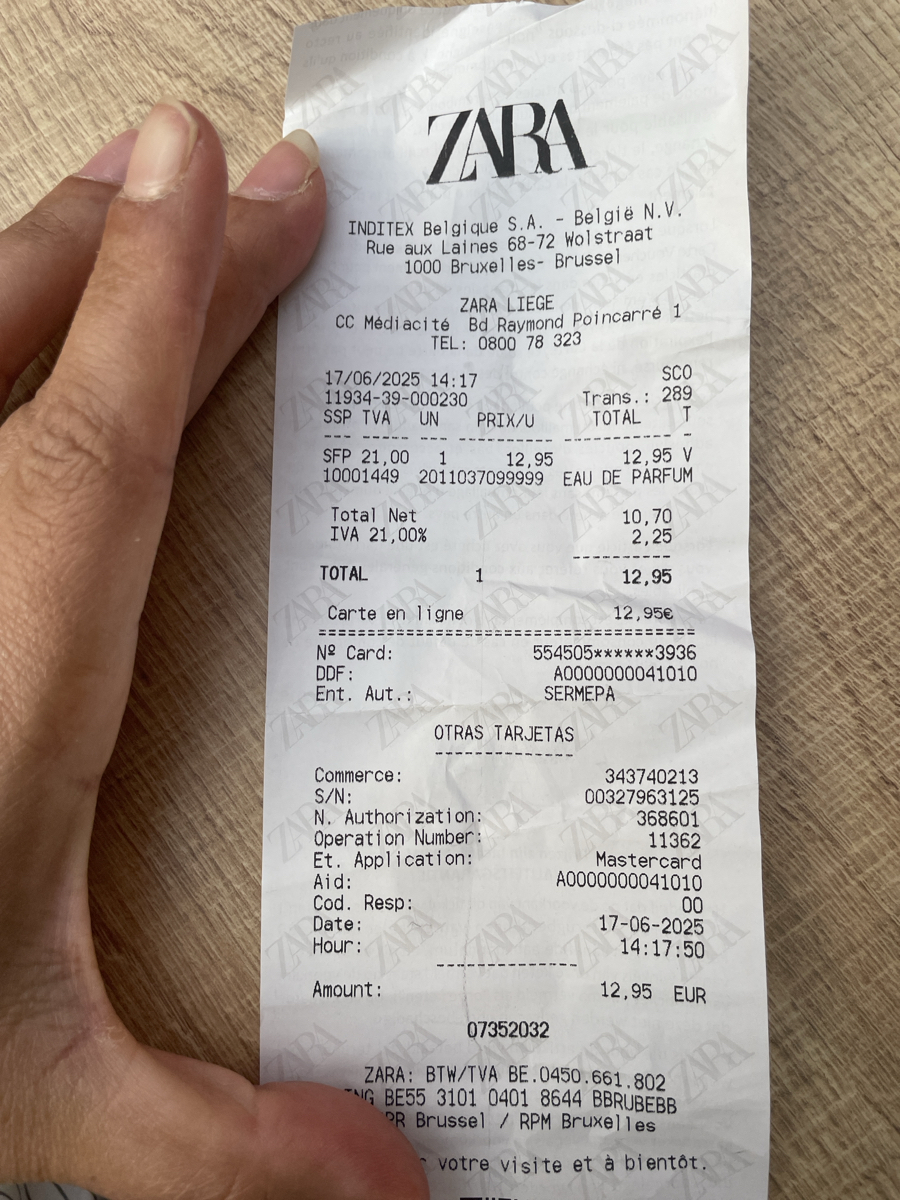 ZARA
INDITEX Belgique S.A. - België N.V.
Rue aux Laines 68-72 Wolstraat
1000 Bruxelles- Brussel
ZARA LIEGE
CC Médiacité Bd Raymond Poincarré 1
TEL: 0800 78 323
17/06/2025 14:17 SCO
11934-39-000230 Trans.: 289
SSP TVA UN PRIX/U TOTAL T
SFP 21,00 1 12,95 12,95 V
10001449 2011037099999 EAU DE PARFUM
Total Net 10,70
IVA 21,00% 2,25
TOTAL 1 12,95
Carte en ligne 12,95€
Nº Card: 554505******3936
DDF: A0000000041010
Ent. Aut.: SERMEPA
OTRAS TARJETAS
Commerce: 343740213
S/N: 00327963125
N. Authorization: 368601
Operation Number: 11362
Et. Application: Mastercard
Aid: A0000000041010
Cod. Resp: 00
Date: 17-06-2025
Hour: 14:17:50
Amount: 12,95 EUR
07352032
ZARA: BTW/TVA BE.0450.661.802
BE55 3101 0401 8644 BBRUBEBB
Brussel / RPM Bruxelles
votre visite et à bientôt.